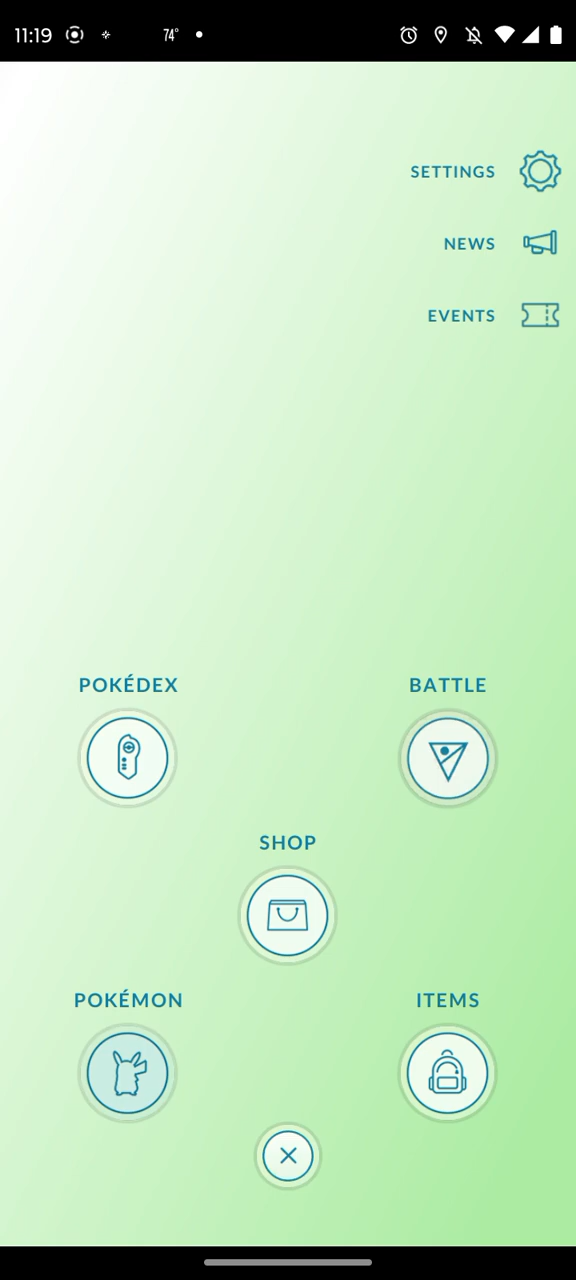 11:19 74°
SETTINGS
NEWS
EVENTS
POKÉDEX
BATTLE
SHOP
POKÉMON
ITEMS